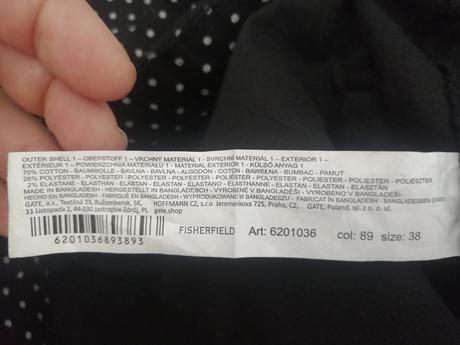 OUTER SHELL 1 – OBERSTOFF 1 – VRCHNÝ MATERIÁL 1 - SVRCHNÍ MATERIÁL 1 – EXTERIOR 1 –
EXTÉRIEUR 1 – POWIERZCHNIA MATERIAŁU 1 - MATERIAL EXTERIOR 1 - KÜLSŐ ANYAG 1
70% COTTON - BAUMWOLLE - BAVLNA - BAVLNA - ALGODÓN - COTON - BAWEŁNA - BUMBAC - PAMUT
28% POLYESTER - POLYESTER - POLYESTER - POLYESTER - POLIÉSTER - POLYESTER - POLIESTER - POLIESTER - POLIÉSZTER
2% ELASTANE - ELASTHAN - ELASTAN - ELASTAN - ELASTANO - ÉLASTHANNE - ELASTAN - ELASTAN - ELASZTÁN
MADE IN BANGLADESH - HERGESTELLT IN BANGLADESCH - VYROBENÉ V BANGLADÉŠI - VYROBENO V BANGLADÉŠI-
HECHO EN BANGLADESH - FABRIQUÉ AU BANGLADESH - WYPRODUKOWANO W BANGLADESZU - FABRICAT ÎN BANGLADESH - BANGLADESBEN
GATE, a.s., Textilná 23, Ružomberok, SK, HOFFMANN CZ, s.r.o Jeremenkova 725, Praha, CZ, GATE, Poland, sp. z o. o, ul.
11 Listopada 2, 44-330 Jastrzębie-Zdrój, PL gate.shop
6201036893893
FISHERFIELD Art: 6201036 col: 89 size: 38